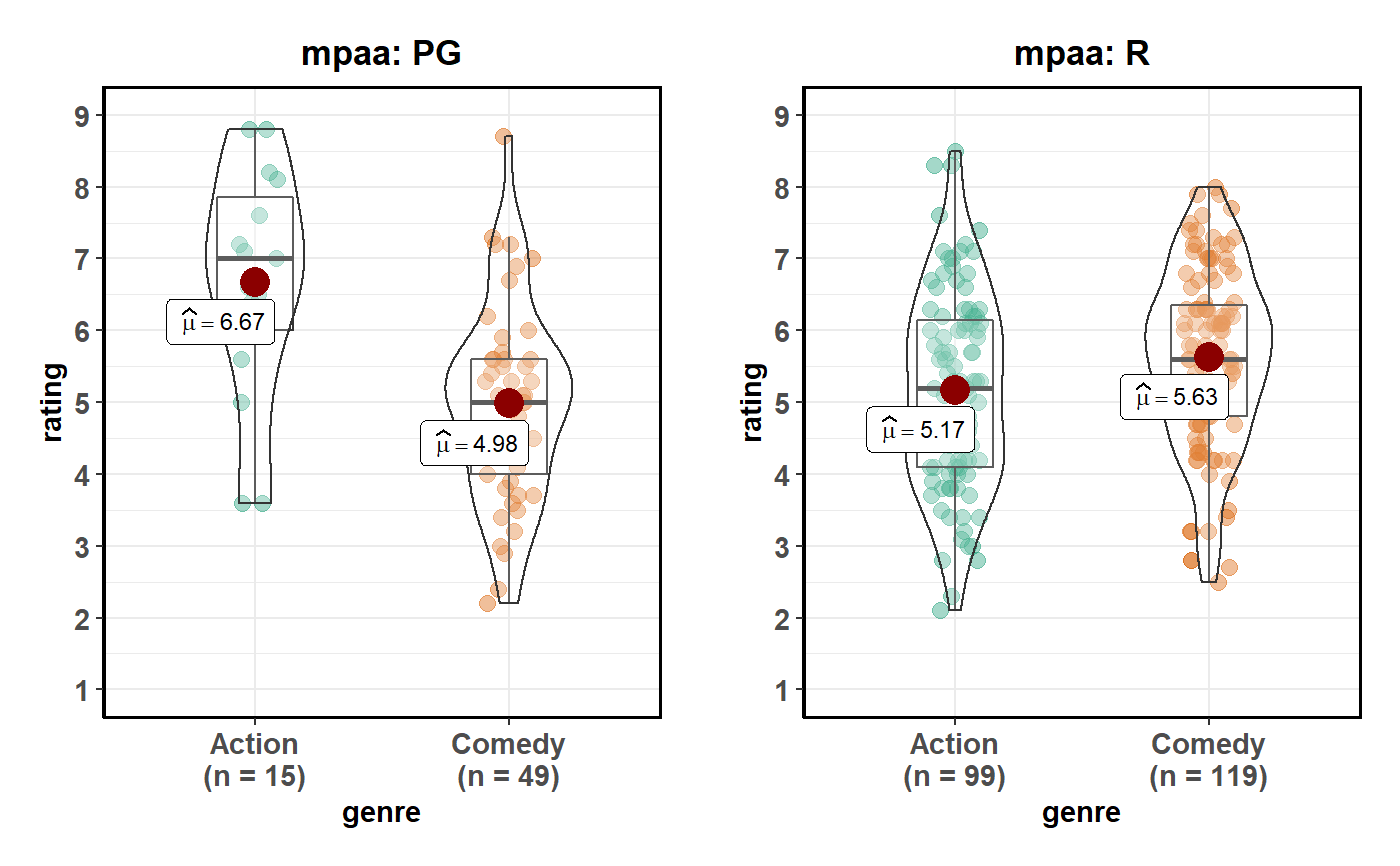 mpaa: PG
9
8
7
6
5
4
3
2
1
rating
μ̂ = 6.67
μ̂ = 4.98
Action
(n = 15)
Comedy
(n = 49)
genre
mpaa: R
9
8
7
6
5
4
3
2
1
rating
μ̂ = 5.17
μ̂ = 5.63
Action
(n = 99)
Comedy
(n = 119)
genre